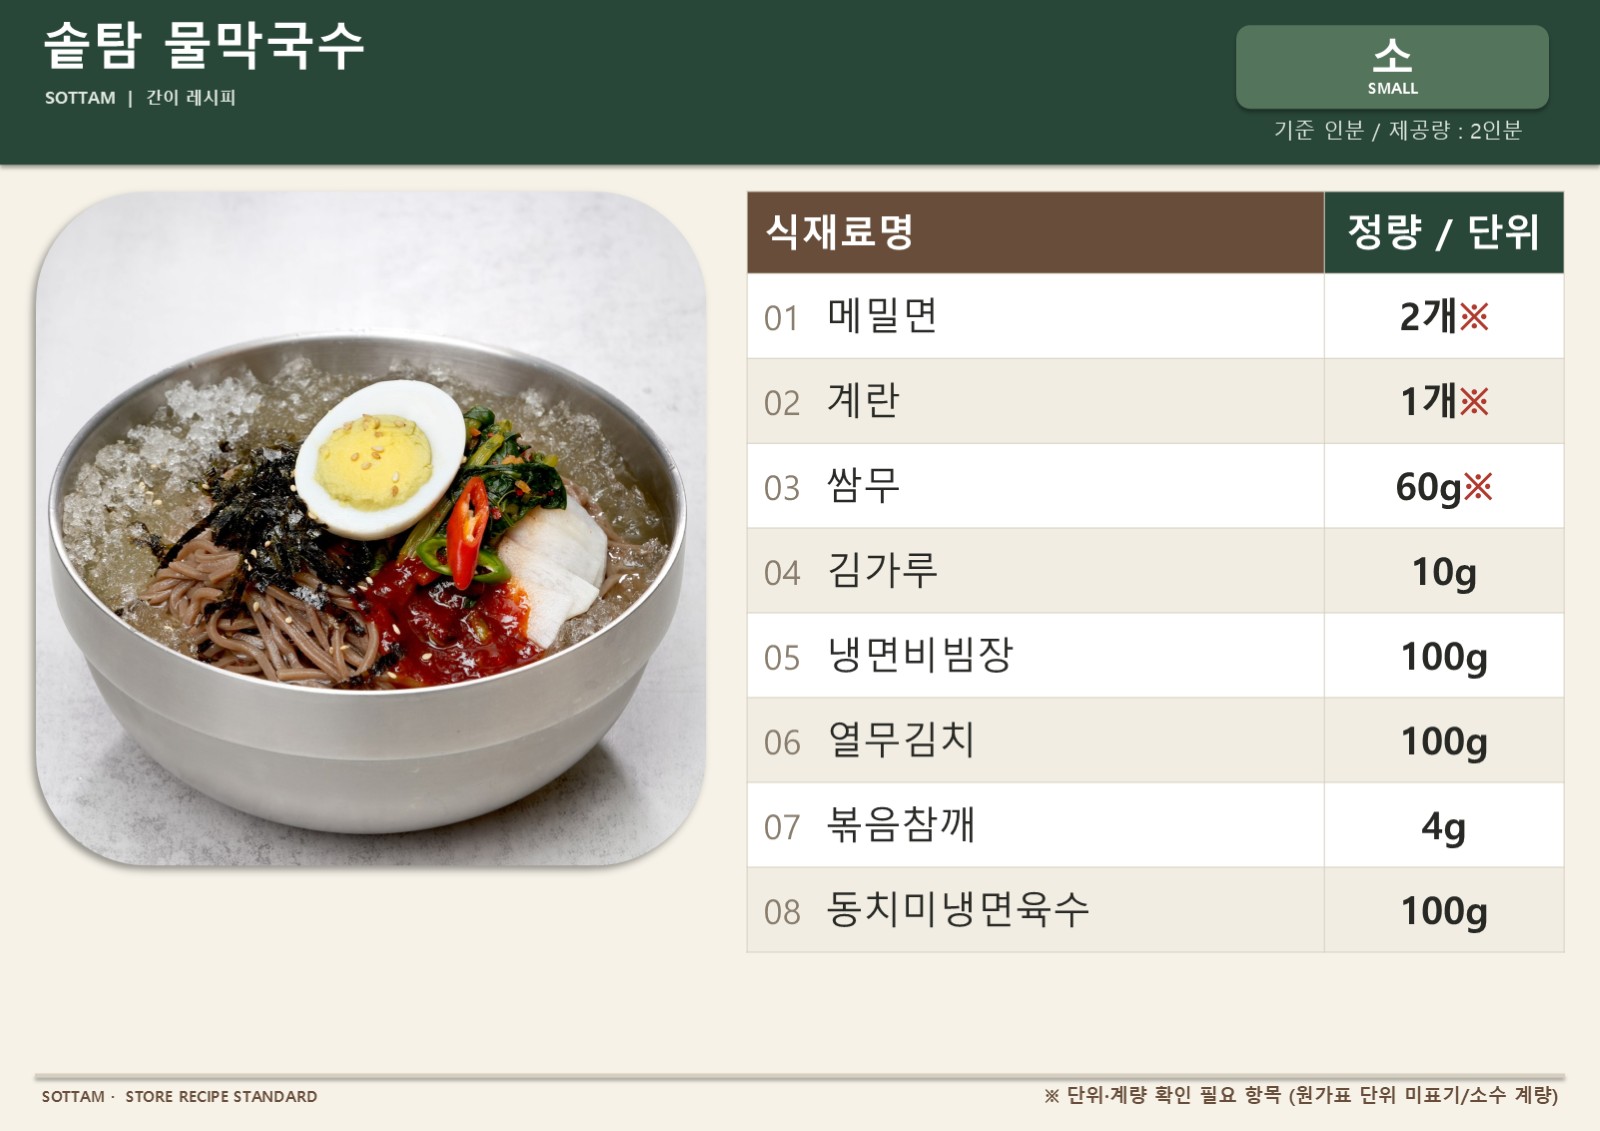 솥탐 물막국수
SOTTAM | 간이 레시피
소
SMALL
기준 인분 / 제공량 : 2인분
식재료명 정량 / 단위
01 메밀면 2개※
02 계란 1개※
03 쌈무 60g※
04 김가루 10g
05 냉면비빔장 100g
06 열무김치 100g
07 볶음참깨 4g
08 동치미냉면육수 100g
SOTTAM · STORE RECIPE STANDARD
※ 단위·계량 확인 필요 항목 (원가표 단위 미표기/소수 계량)